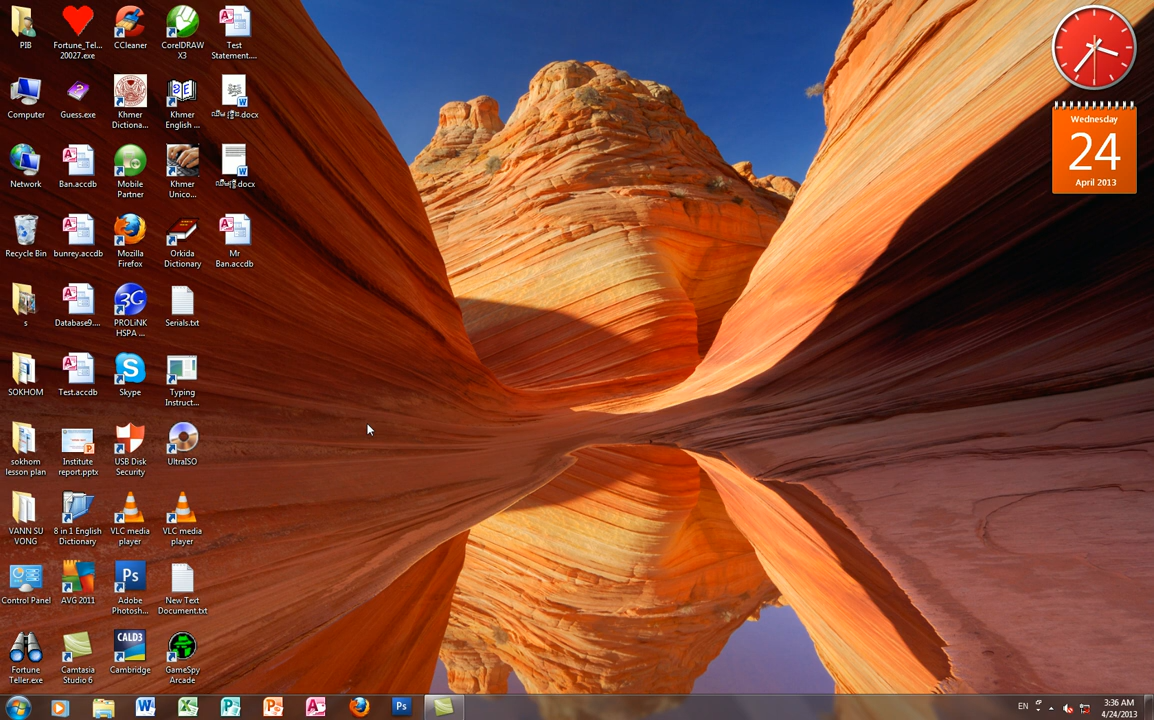 PIB
Fortune_Tel...
20027.exe
CCleaner
CorelDRAW
X3
Test
Statement....
Computer
Guess.exe
Khmer
Dictiona...
Khmer
English ...
Network
Ban.accdb
Mobile
Partner
Khmer
Unico...
Recycle Bin
bunrey.accdb
Mozilla
Firefox
Orkida
Dictionary
Mr
Ban.accdb
s
Database9....
3G
PROLiNK
HSPA ...
Serials.txt
SOKHOM
Test.accdb
Skype
Typing
Instruct...
sokhom
lesson plan
Institute
report.pptx
USB Disk
Security
UltraISO
VANN SU
VONG
8 in 1 English
Dictionary
VLC media
player
VLC media
player
Control Panel
AVG 2011
Ps
Adobe
Photosh...
New Text
Document.txt
Fortune
Teller.exe
Camtasia
Studio 6
CALD3
Cambridge
GameSpy
Arcade
Wednesday
24
April 2013
Ps
EN
3:36 AM
4/24/2013